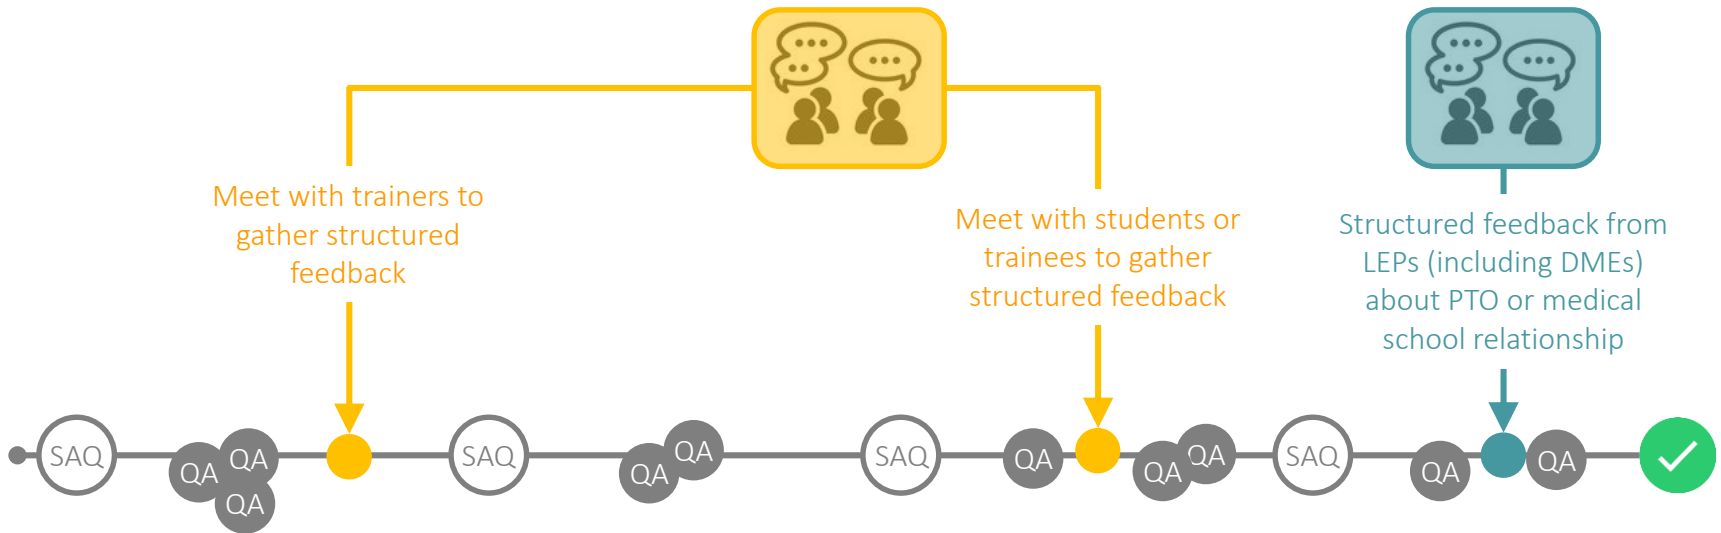 Meet with trainers to
gather structured
feedback
Meet with students or
trainees to gather
structured feedback
Structured feedback from
LEPs (including DMEs)
about PTO or medical
school relationship
SAQ
QA
QA
QA
SAQ
QA
QA
SAQ
QA
QA
QA
SAQ
QA
QA